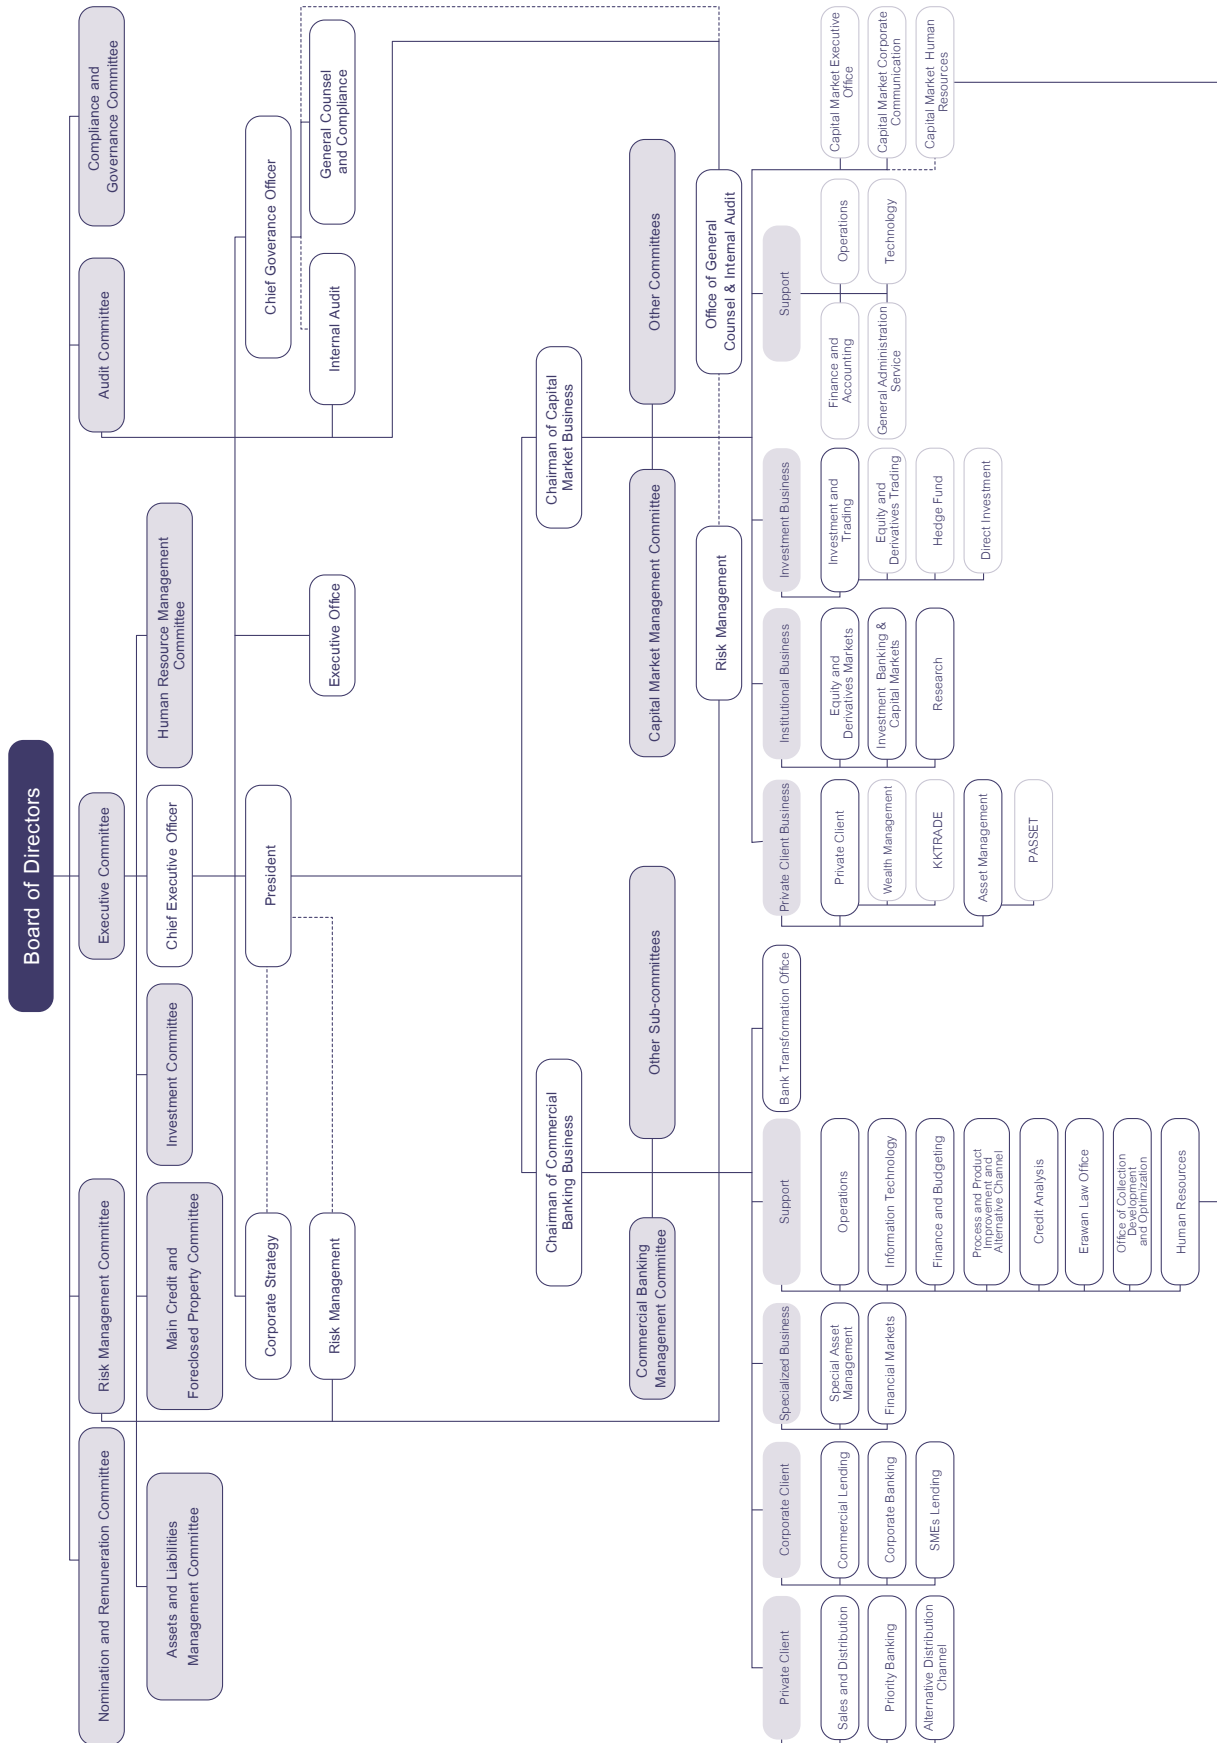 Board of Directors
Nomination and Remuneration Committee
Risk Management Committee
Executive Committee
Audit Committee
Compliance and
Governance Committee
Assets and Liabilities
Management Committee
Main Credit and
Foreclosed Property Committee
Investment Committee
Chief Executive Officer
Human Resource Management
Committee
Corporate Strategy
President
Chief Goverance Officer
Risk Management
Executive Office
Internal Audit
General Counsel
and Compliance
Chairman of Commercial
Banking Business
Chairman of Capital
Market Business
Commercial Banking
Management Committee
Other Sub-committees
Capital Market Management Committee
Other Committees
Risk Management
Office of General
Counsel & Internal Audit
Private Client
Sales and Distribution
Priority Banking
Alternative Distribution
Channel
Corporate Client
Commercial Lending
Corporate Banking
SMEs Lending
Specialized Business
Special Asset
Management
Financial Markets
Support
Operations
Information Technology
Finance and Budgeting
Process and Product
Improvement and
Alternative Channel
Credit Analysis
Erawan Law Office
Office of Collection
Development
and Optimization
Human Resources
Bank Transformation Office
Private Client Business
Private Client
Wealth Management
KKTRADE
Asset Management
PASSET
Institutional Business
Equity and
Derivatives Markets
Investment Banking &
Capital Markets
Research
Investment Business
Investment and
Trading
Equity and
Derivatives Trading
Hedge Fund
Direct Investment
Support
Finance and
Accounting
General Administration
Service
Operations
Technology
Capital Market Executive
Office
Capital Market Corporate
Communication
Capital Market Human
Resources